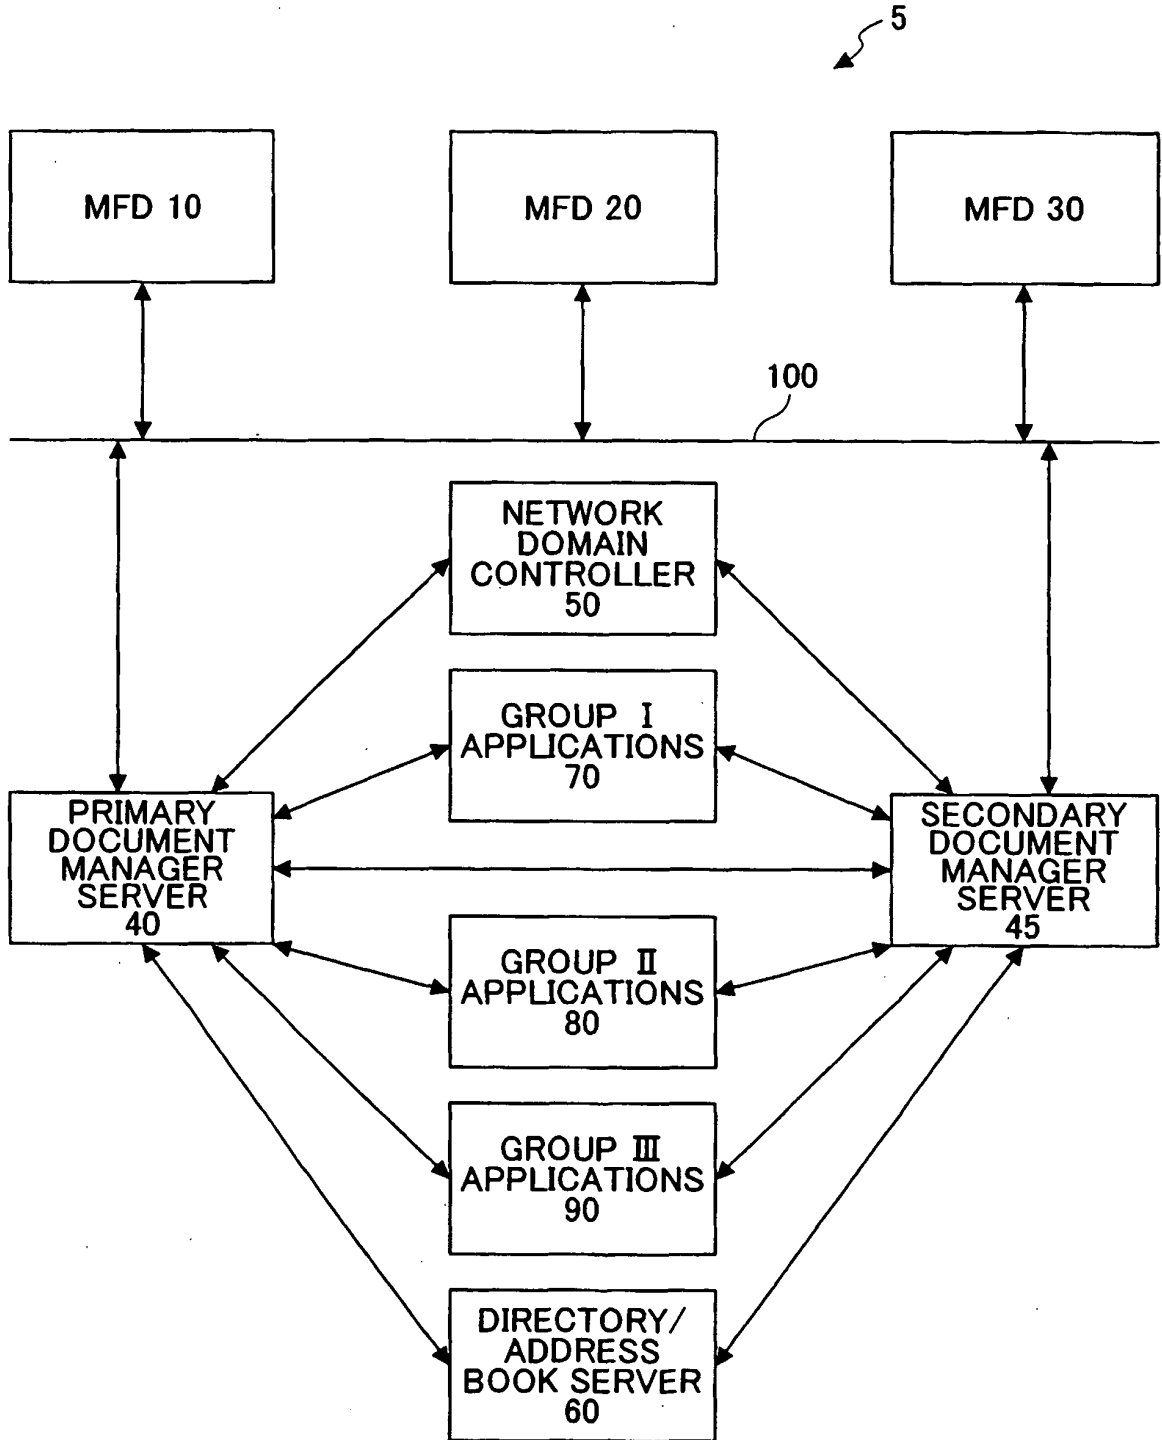 5
MFD 10
MFD 20
MFD 30
100
NETWORK
DOMAIN
CONTROLLER
50
GROUP I
APPLICATIONS
70
PRIMARY
DOCUMENT
MANAGER
SERVER
40
SECONDARY
DOCUMENT
MANAGER
SERVER
45
GROUP II
APPLICATIONS
80
GROUP III
APPLICATIONS
90
DIRECTORY/
ADDRESS
BOOK SERVER
60